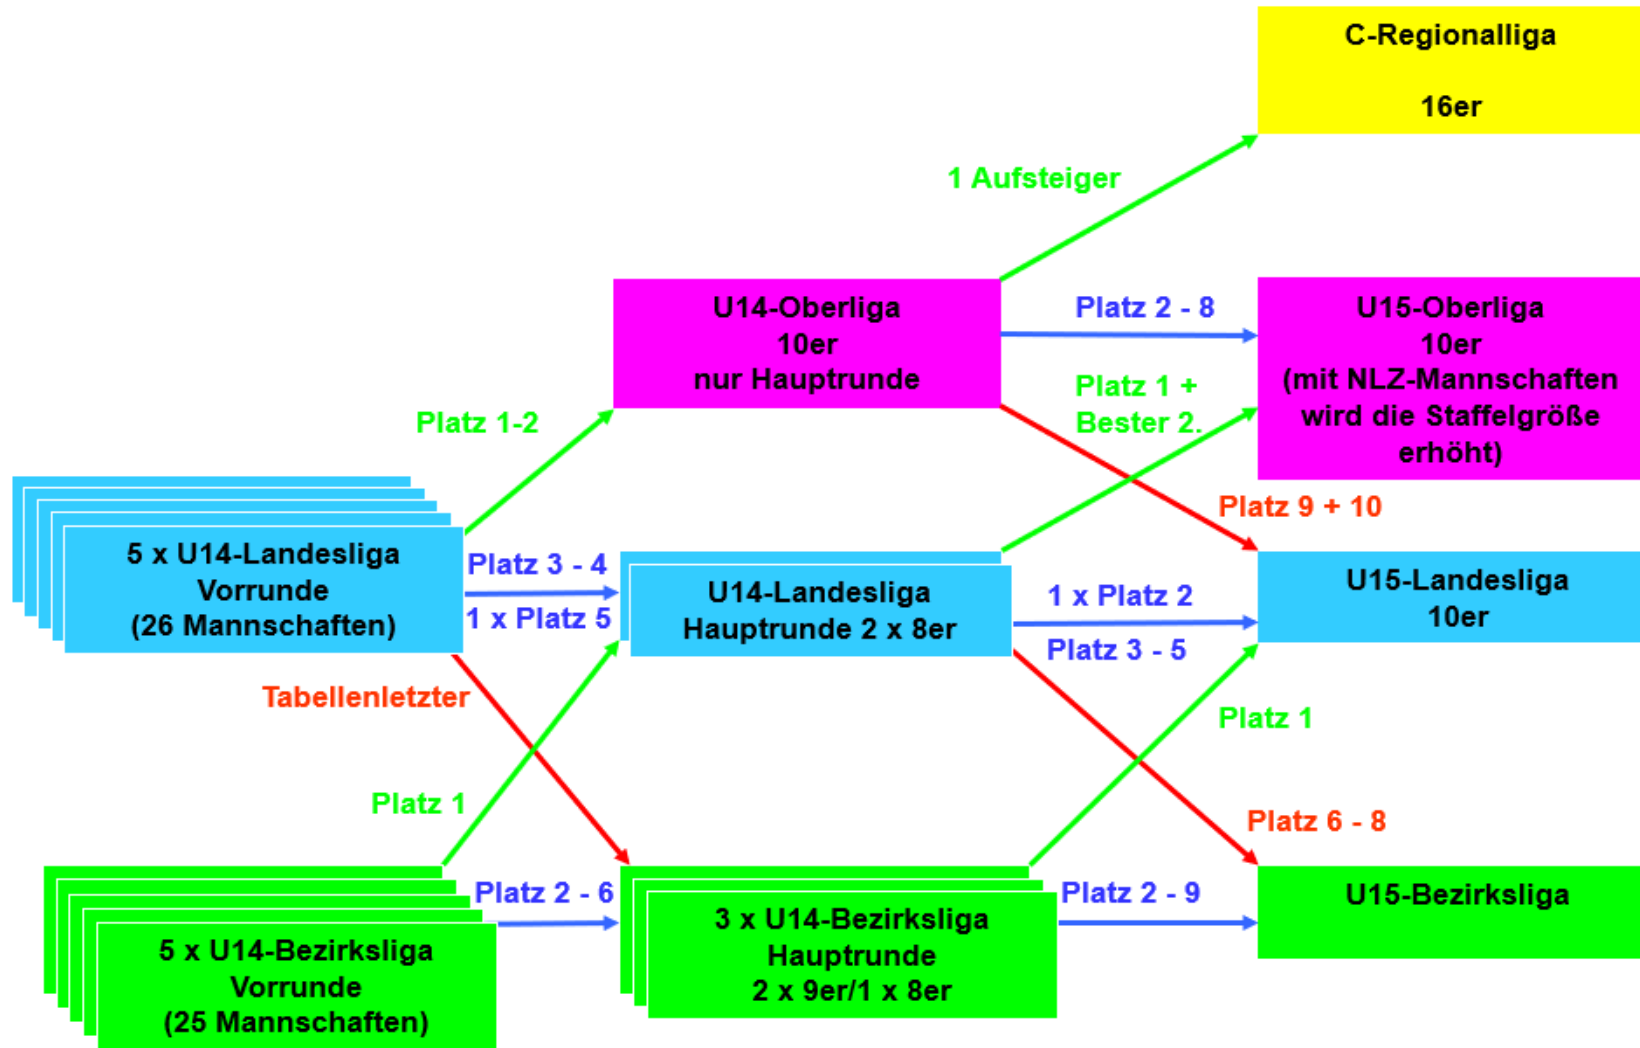 C-Regionalliga
16er
1 Aufsteiger
U14-Oberliga
10er
nur Hauptrunde
Platz 2 - 8
U15-Oberliga
10er
(mit NLZ-Mannschaften
wird die Staffelgröße
erhöht)
Platz 1 +
Bester 2.
Platz 1-2
Platz 9 + 10
5 x U14-Landesliga
Vorrunde
(26 Mannschaften)
Platz 3 - 4
1 x Platz 5
U14-Landesliga
Hauptrunde 2 x 8er
1 x Platz 2
Platz 3 - 5
U15-Landesliga
10er
Tabellenletzter
Platz 1
Platz 1
Platz 6 - 8
5 x U14-Bezirksliga
Vorrunde
(25 Mannschaften)
Platz 2 - 6
3 x U14-Bezirksliga
Hauptrunde
2 x 9er/1 x 8er
Platz 2 - 9
U15-Bezirksliga